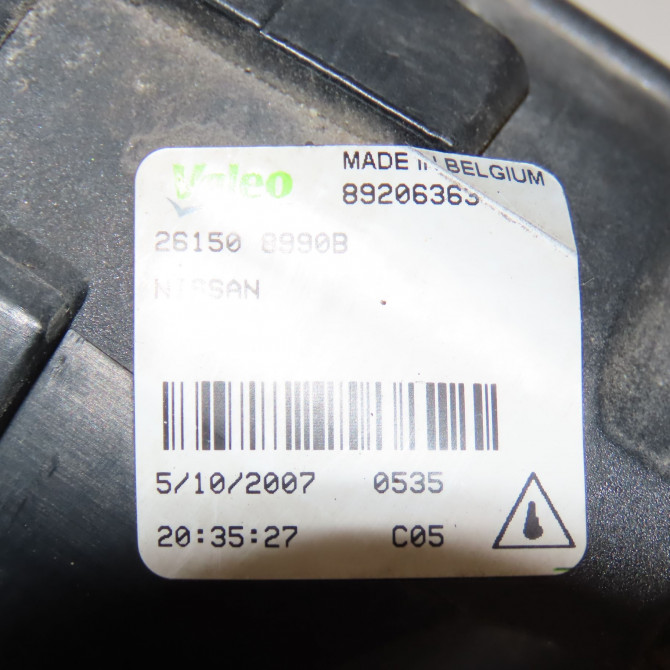 Valeo
MADE IN BELGIUM
89206363
26150 8990B
NISSAN
5/10/2007 0535
20:35:27 C05